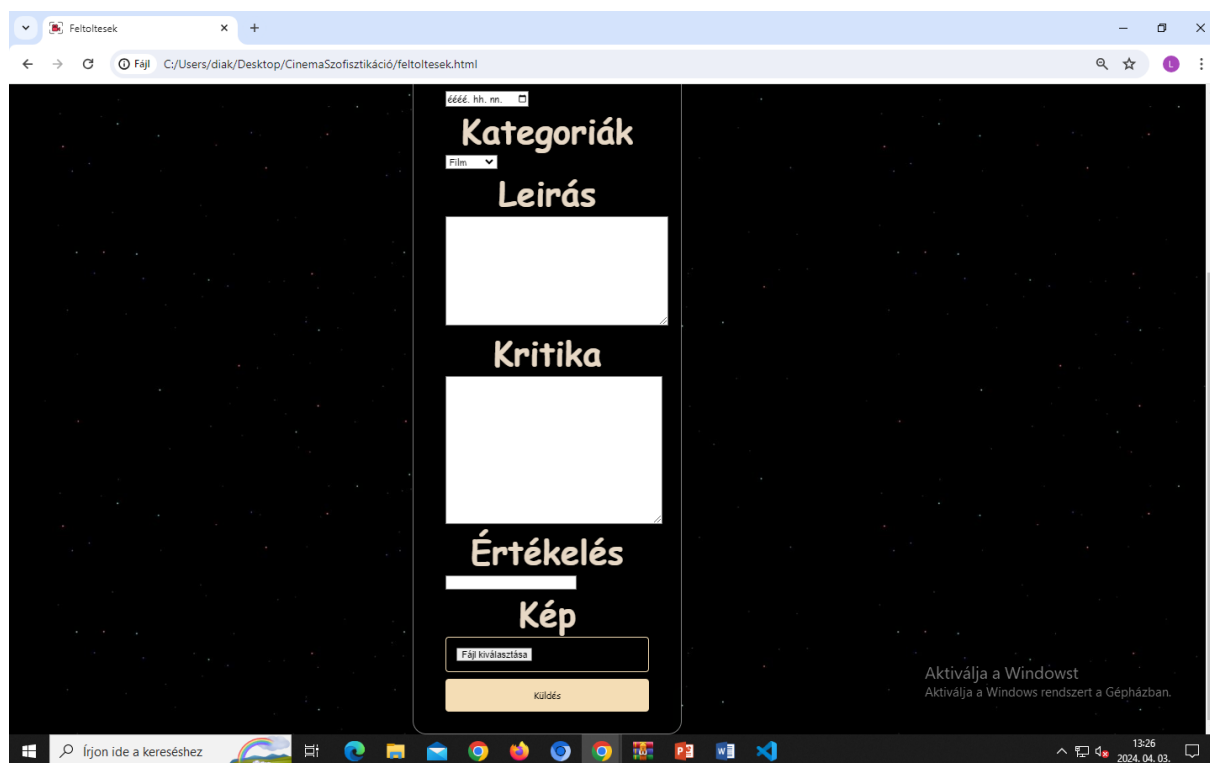 Feltoltesek
Fájl
C:/Users/diak/Desktop/CinemaSzofisztikáció/feltoltesek.html
L
éééé. hh. nn.
Kategoriák
Film
Leirás
Kritika
Értékelés
Kép
Fájl kiválasztása
Küldés
Aktiválja a Windowst
Aktiválja a Windows rendszert a Gépházban.
Írjon ide a kereséshez
13:26
2024. 04. 03.